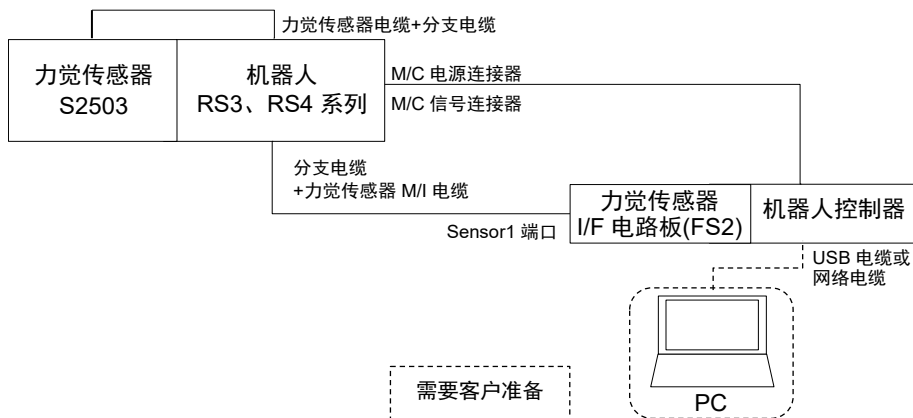 力觉传感器电缆+分支电缆
力觉传感器
S2503
机器人
RS3、RS4 系列
M/C 电源连接器
M/C 信号连接器
分支电缆
+力觉传感器 M/I 电缆
Sensor1 端口
力觉传感器
I/F 电路板(FS2)
机器人控制器
USB 电缆或
网络电缆
PC
需要客户准备